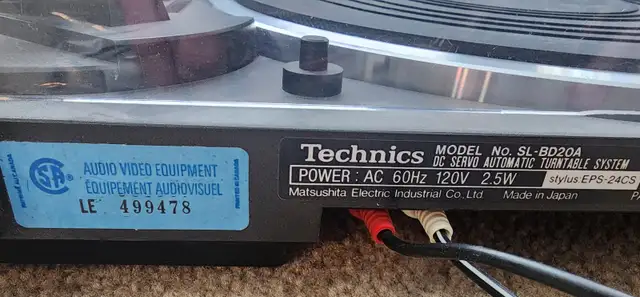 AUDIO VIDEO EQUIPMENT
ÉQUIPEMENT AUDIOVISUEL
LE 499478
Technics MODEL No. SL-BD20A
DC SERVO AUTOMATIC TURNTABLE SYSTEM
POWER: AC 60Hz 120V 2.5W stylus EPS-24CS
Matsushita Electric Industrial Co., Ltd. Made in Japan